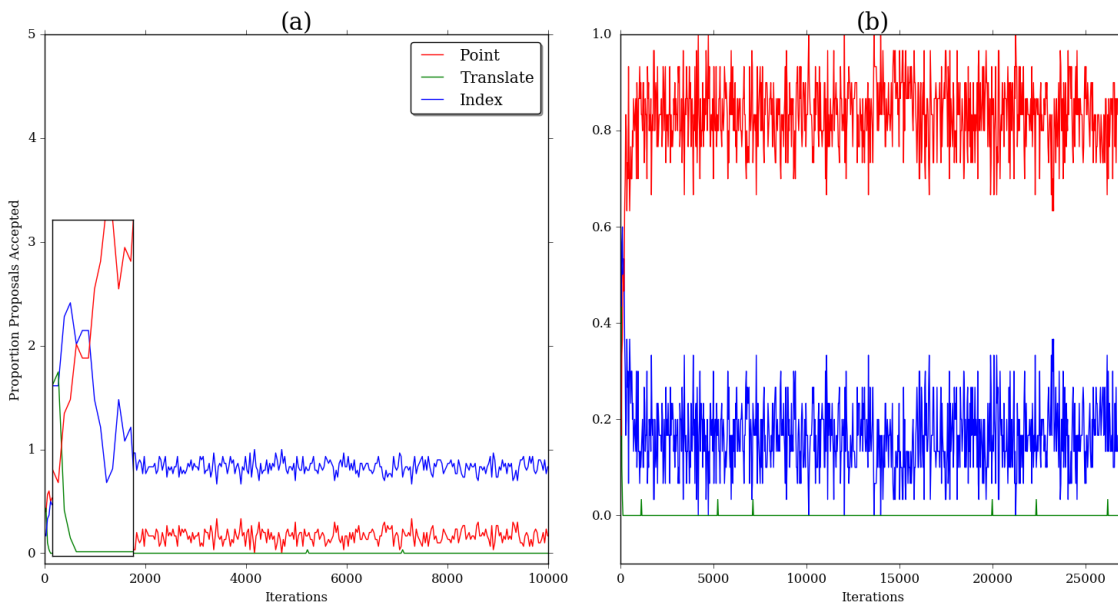 (a)
5
4
3
2
1
0
Proportion Proposals Accepted
Point
Translate
Index
0 2000 4000 6000 8000 10000
Iterations
(b)
1.0
0.8
0.6
0.4
0.2
0.0
0 5000 10000 15000 20000 25000
Iterations